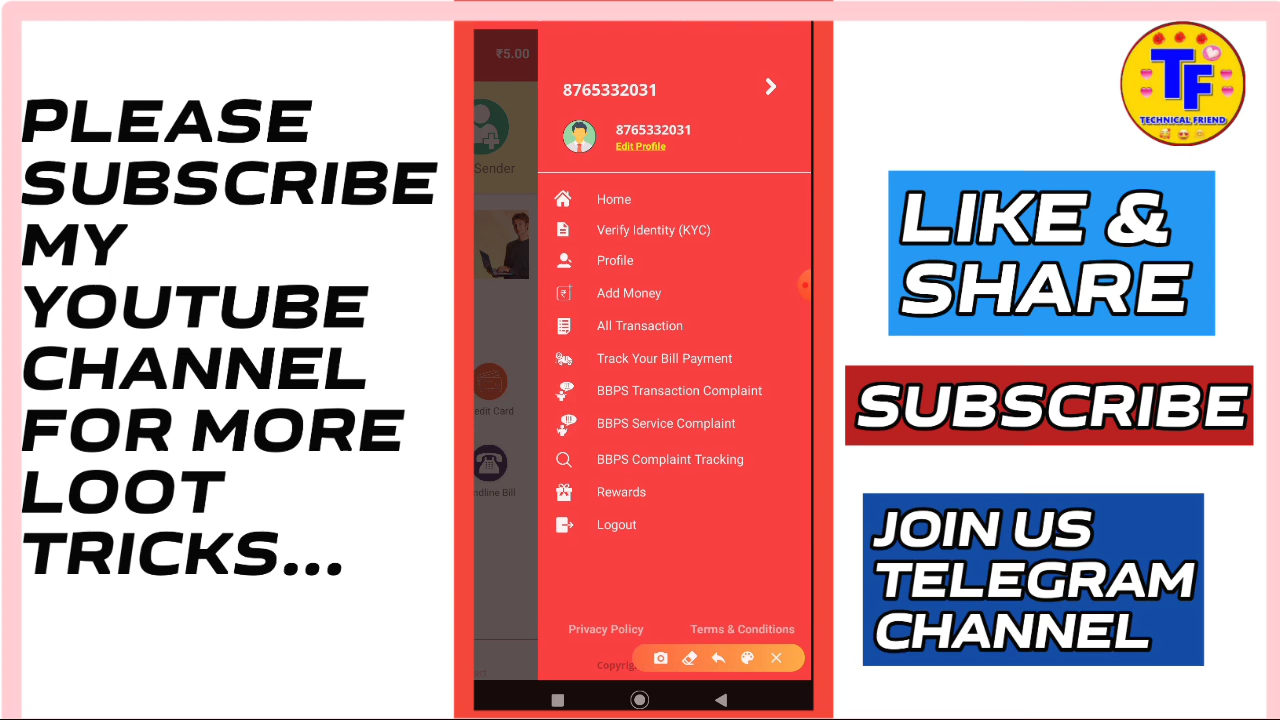 PLEASE
SUBSCRIBE
MY
YOUTUBE
CHANNEL
FOR MORE
LOOT
TRICKS...
₹5.00
Sender
edit Card
ndline Bill
8765332031
8765332031
Edit Profile
Home
Verify Identity (KYC)
Profile
Add Money
All Transaction
Track Your Bill Payment
BBPS Transaction Complaint
BBPS Service Complaint
BBPS Complaint Tracking
Rewards
Logout
Privacy Policy
Terms & Conditions
Copyrig
TF
TECHNICAL FRIEND
LIKE &
SHARE
SUBSCRIBE
JOIN US
TELEGRAM
CHANNEL